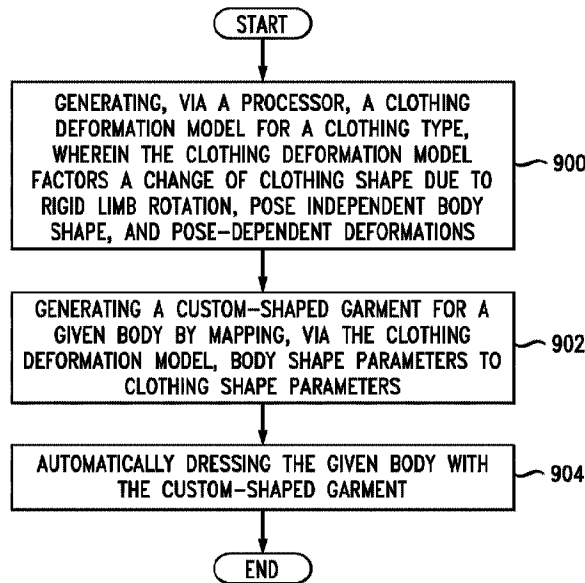 START
GENERATING, VIA A PROCESSOR, A CLOTHING
DEFORMATION MODEL FOR A CLOTHING TYPE,
WHEREIN THE CLOTHING DEFORMATION MODEL
FACTORS A CHANGE OF CLOTHING SHAPE DUE TO
RIGID LIMB ROTATION, POSE INDEPENDENT BODY
SHAPE, AND POSE-DEPENDENT DEFORMATIONS
900
GENERATING A CUSTOM-SHAPED GARMENT FOR A
GIVEN BODY BY MAPPING, VIA THE CLOTHING
DEFORMATION MODEL, BODY SHAPE PARAMETERS TO
CLOTHING SHAPE PARAMETERS
902
AUTOMATICALLY DRESSING THE GIVEN BODY WITH
THE CUSTOM-SHAPED GARMENT
904
END